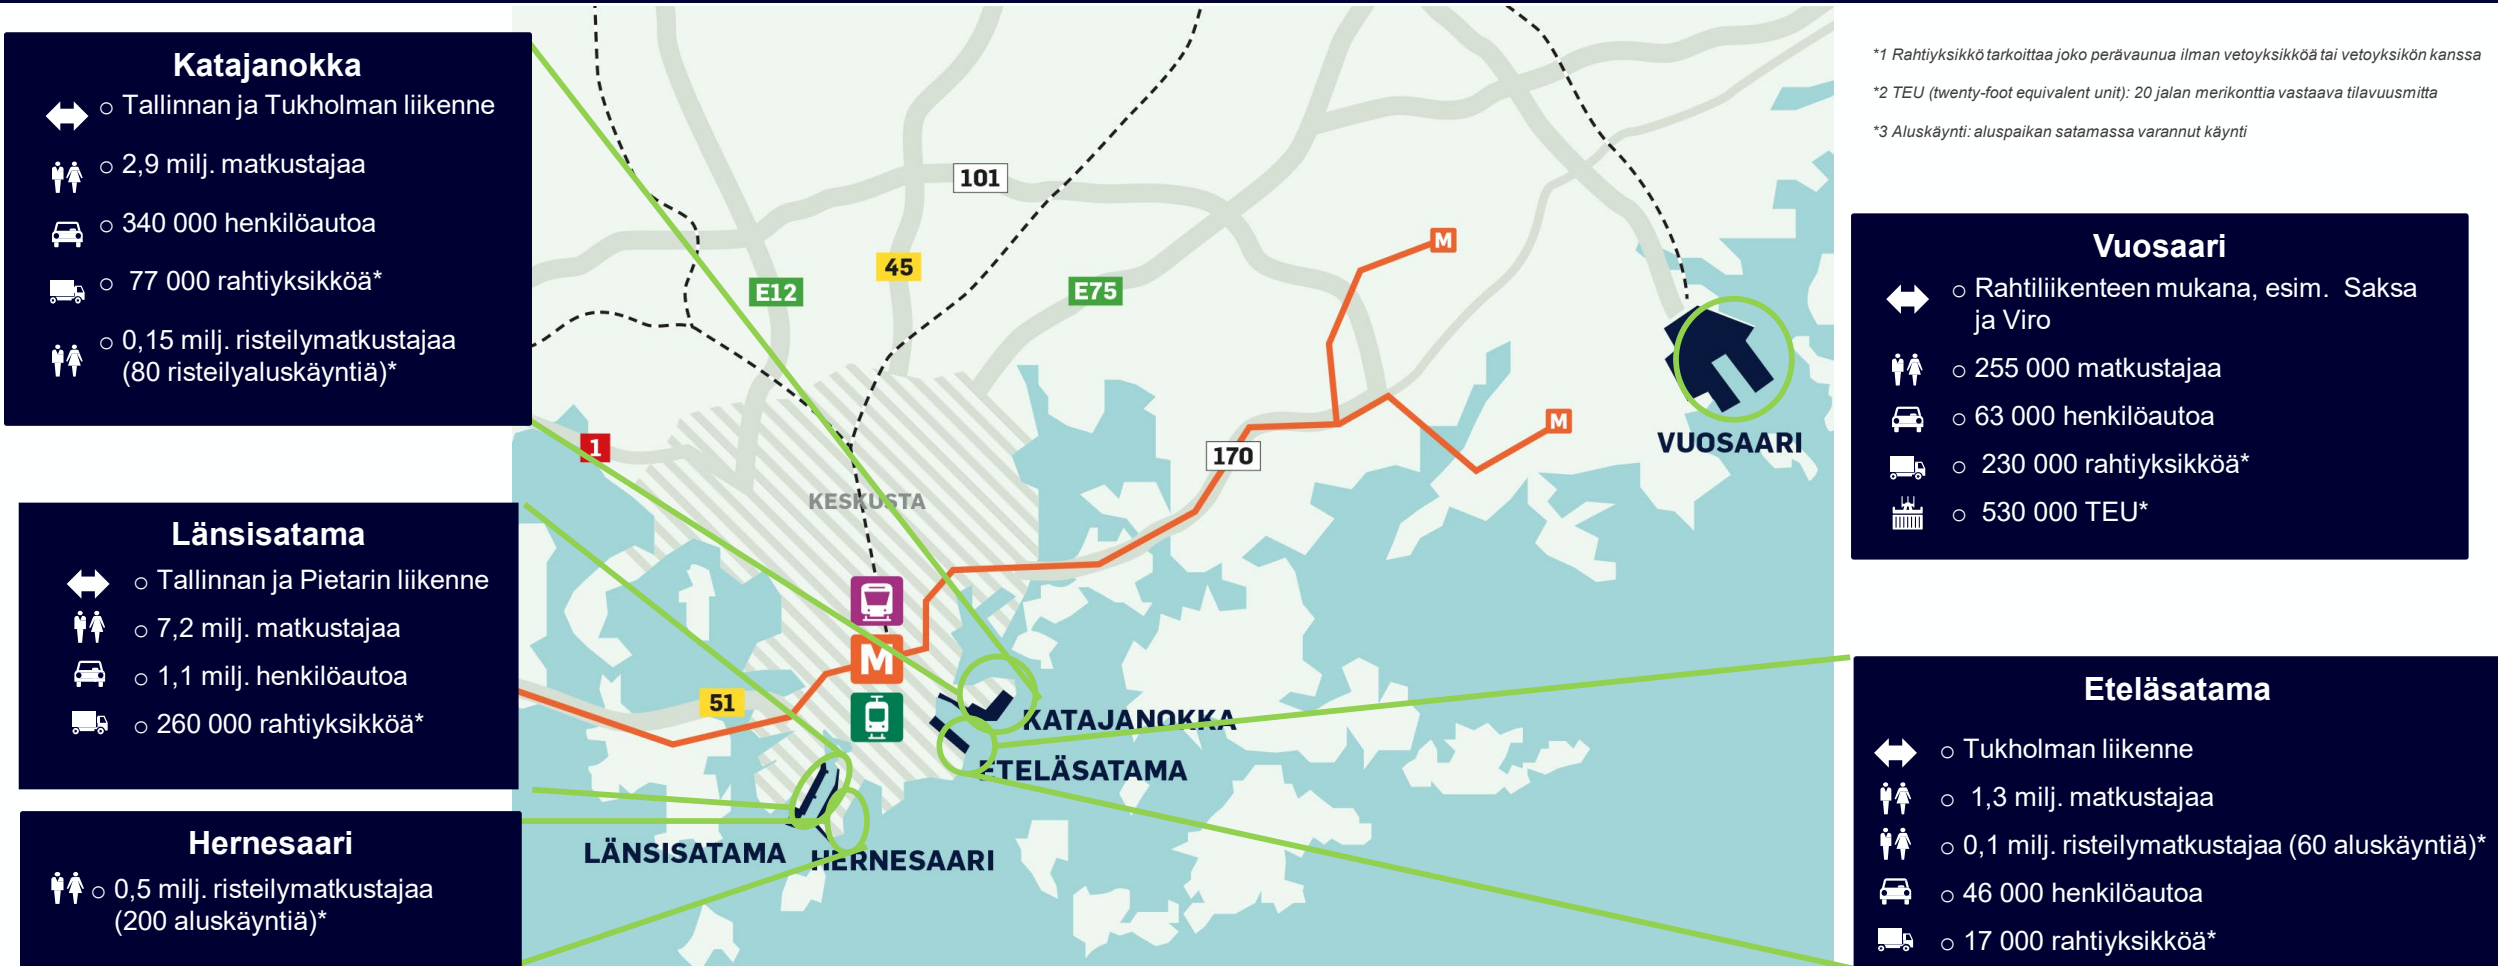 Katajanokka
○ Tallinnan ja Tukholman liikenne
○ 2,9 milj. matkustajaa
○ 340 000 henkilöautoa
○ 77 000 rahtiyksikköä*
○ 0,15 milj. risteilymatkustajaa
(80 risteilyaluskäyntiä)*
Länsisatama
○ Tallinnan ja Pietarin liikenne
○ 7,2 milj. matkustajaa
○ 1,1 milj. henkilöautoa
○ 260 000 rahtiyksikköä*
Hernesaari
○ 0,5 milj. risteilymatkustajaa
(200 aluskäyntiä)*
101
45
E12
E75
M
1
M
170
VUOSAARI
KESKUSTA
M
51
KATAJANOKKA
ETELÄSATAMA
LÄNSISATAMA
HERNESAARI
*1 Rahtiyksikkö tarkoittaa joko perävaunua ilman vetoyksikköä tai vetoyksikön kanssa
*2 TEU (twenty-foot equivalent unit): 20 jalan merikonttia vastaava tilavuusmitta
*3 Aluskäynti: aluspaikan satamassa varannut käynti
Vuosaari
○ Rahtiliikenteen mukana, esim. Saksa
ja Viro
○ 255 000 matkustajaa
○ 63 000 henkilöautoa
○ 230 000 rahtiyksikköä*
○ 530 000 TEU*
Eteläsatama
○ Tukholman liikenne
○ 1,3 milj. matkustajaa
○ 0,1 milj. risteilymatkustajaa (60 aluskäyntiä)*
○ 46 000 henkilöautoa
○ 17 000 rahtiyksikköä*